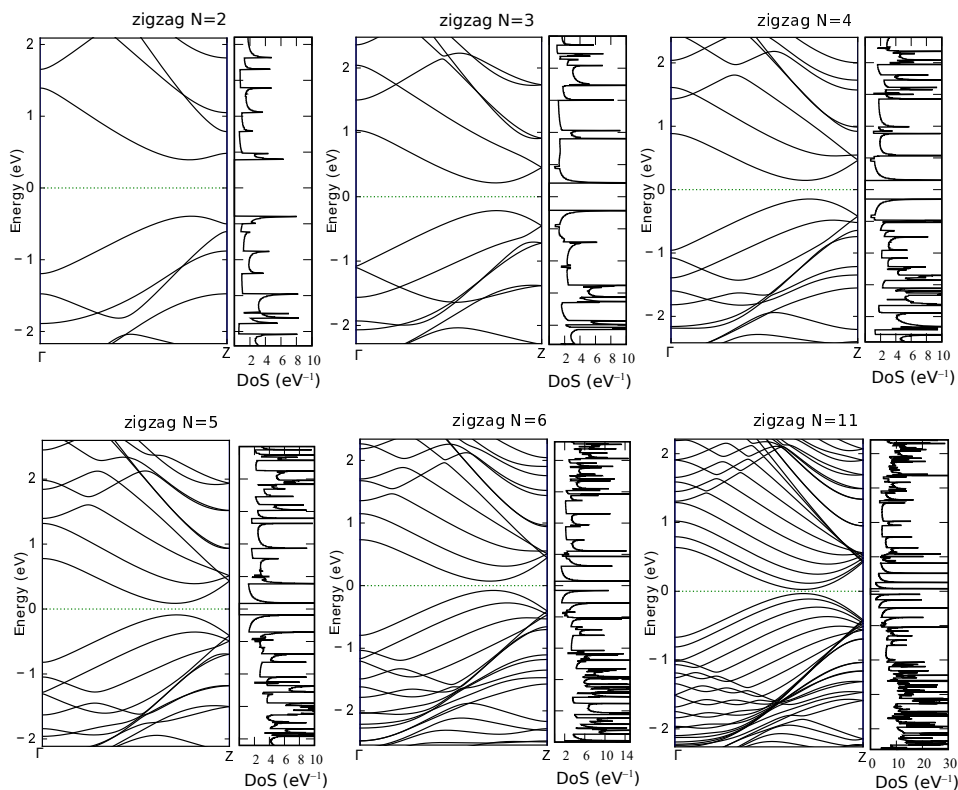 zigzag N=2
2
1
0
−1
−2
Energy (eV)
Γ
Z
2 4 6 8 10
DoS (eV⁻¹)
zigzag N=3
2
1
0
−1
−2
Energy (eV)
Γ
Z
2 4 6 8 10
DoS (eV⁻¹)
zigzag N=4
2
1
0
−1
−2
Energy (eV)
Γ
Z
2 4 6 8 10
DoS (eV⁻¹)
zigzag N=5
2
1
0
−1
−2
Energy (eV)
Γ
Z
2 4 6 8 10
DoS (eV⁻¹)
zigzag N=6
2
1
0
−1
2
Energy (eV)
Γ
Z
2 6 10 14
DoS (eV⁻¹)
zigzag N=11
2
1
0
−1
−2
Energy (eV)
Γ
Z
0 10 20 30
DoS (eV⁻¹)